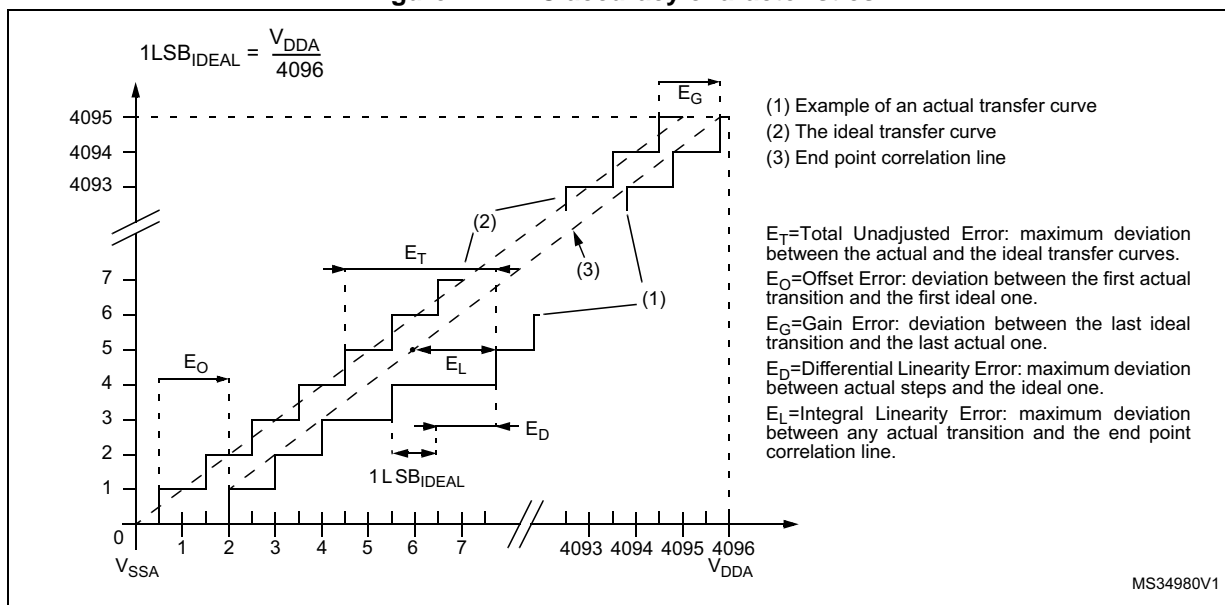 1LSB_IDEAL = V_DDA / 4096
E_G
4095
4094
4093
7
6
5
4
3
2
1
0
(2)
E_T
(3)
(1)
E_O
E_L
E_D
1 LSB_IDEAL
1 2 3 4 5 6 7 4093 4094 4095 4096
V_SSA V_DDA
(1) Example of an actual transfer curve
(2) The ideal transfer curve
(3) End point correlation line
E_T=Total Unadjusted Error: maximum deviation
between the actual and the ideal transfer curves.
E_O=Offset Error: deviation between the first actual
transition and the first ideal one.
E_G=Gain Error: deviation between the last ideal
transition and the last actual one.
E_D=Differential Linearity Error: maximum deviation
between actual steps and the ideal one.
E_L=Integral Linearity Error: maximum deviation
between any actual transition and the end point
correlation line.
MS34980V1